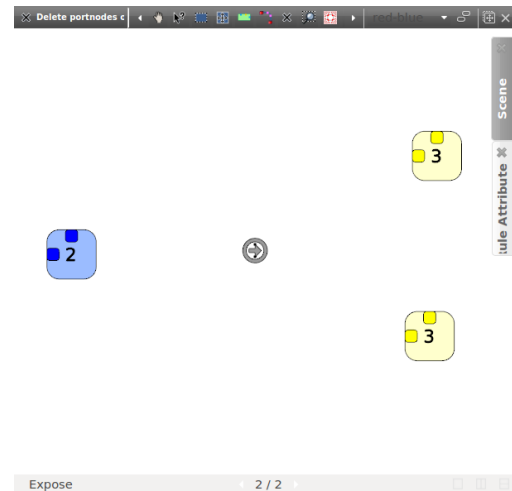 Delete portnodes c
red-blue
Scene
ule Attribute
3
2
3
Expose
2 / 2